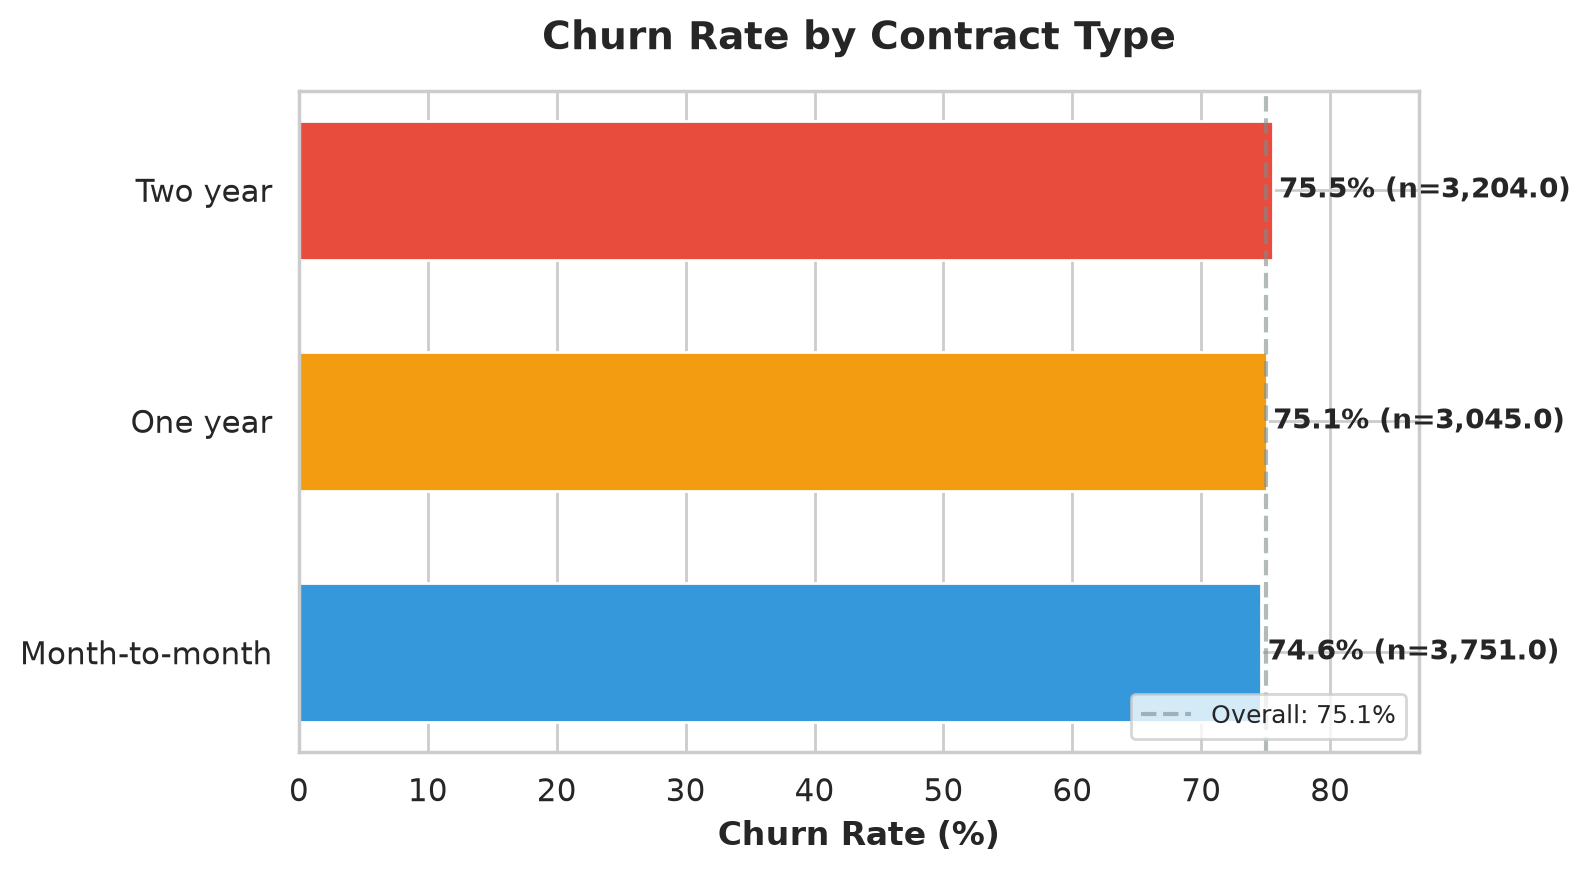 Churn Rate by Contract Type
Two year
75.5% (n=3,204.0)
One year
75.1% (n=3,045.0)
Month-to-month
74.6% (n=3,751.0)
Overall: 75.1%
0 10 20 30 40 50 60 70 80
Churn Rate (%)